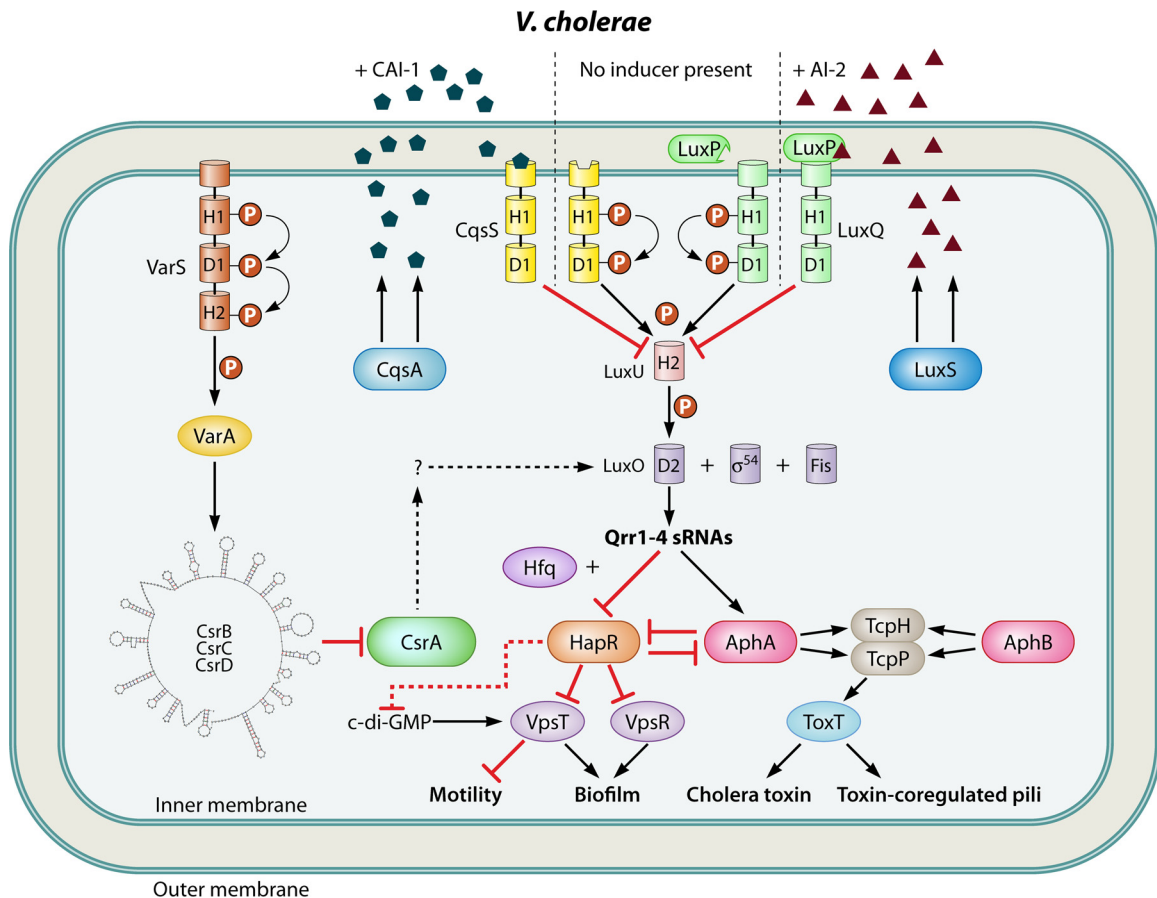 V. cholerae
+ CAI-1
No inducer present
+ AI-2
LuxP
LuxP
H1
P
D1
P
H2
P
VarS
P
VarA
CsrB
CsrC
CsrD
CqsA
CqsS
H1
D1
H1
P
D1
P
P
H1
P
D1
H1
D1
LuxQ
LuxS
P
LuxU
H2
P
?
LuxO
D2
+
σ54
+
Fis
Qrr1-4 sRNAs
Hfq
+
CsrA
HapR
AphA
TcpH
TcpP
AphB
c-di-GMP
VpsT
VpsR
ToxT
Motility
Biofilm
Cholera toxin
Toxin-coregulated pili
Inner membrane
Outer membrane